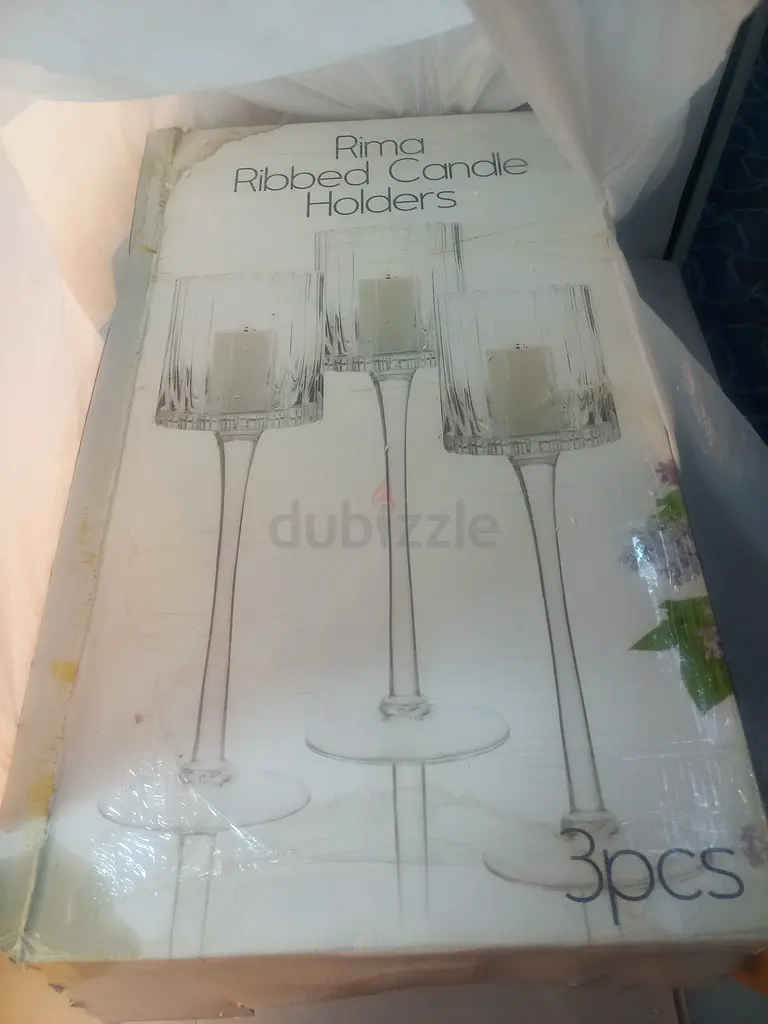 Rima
Ribbed Candle
Holders
dubizzle
3pcs